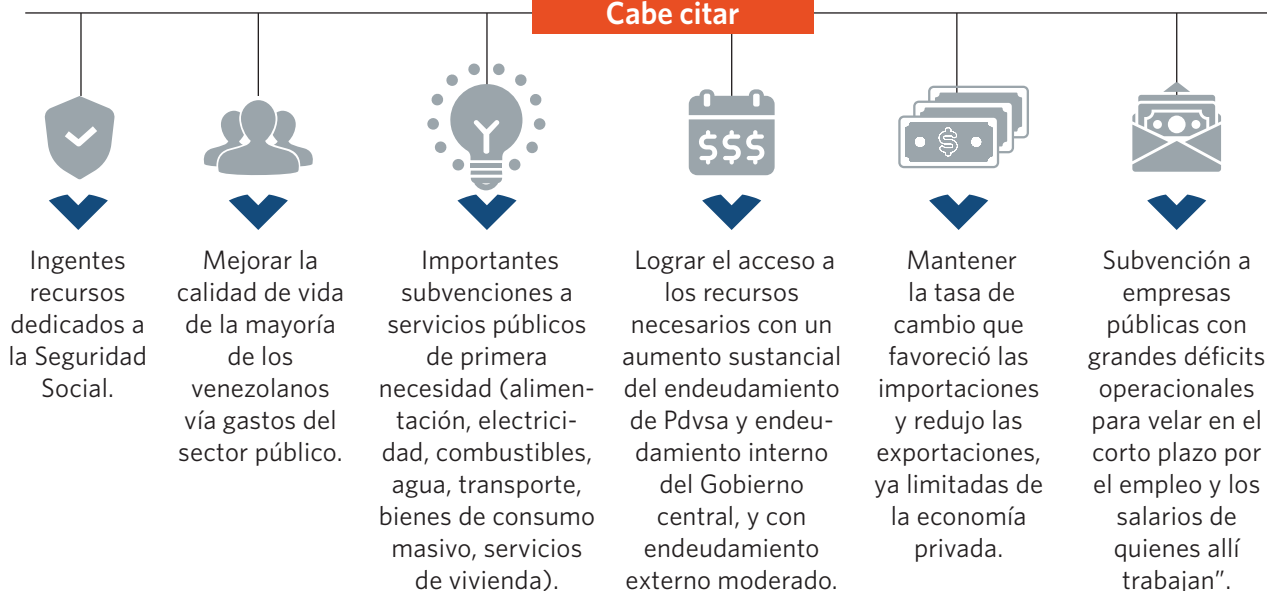 Cabe citar
$$$
$
Ingentes
recursos
dedicados a
la Seguridad
Social.
Mejorar la
calidad de vida
de la mayoría
de los
venezolanos
vía gastos del
sector público.
Importantes
subvenciones a
servicios públicos
de primera
necesidad (alimen-
tación, electrici-
dad, combustibles,
agua, transporte,
bienes de consumo
masivo, servicios
de vivienda).
Lograr el acceso a
los recursos
necesarios con un
aumento sustancial
del endeudamiento
de Pdvsa y endeu-
damiento interno
del Gobierno
central, y con
endeudamiento
externo moderado.
Mantener
la tasa de
cambio que
favoreció las
importaciones
y redujo las
exportaciones,
ya limitadas de
la economía
privada.
Subvención a
empresas
públicas con
grandes déficits
operacionales
para velar en el
corto plazo por
el empleo y los
salarios de
quienes allí
trabajan”.